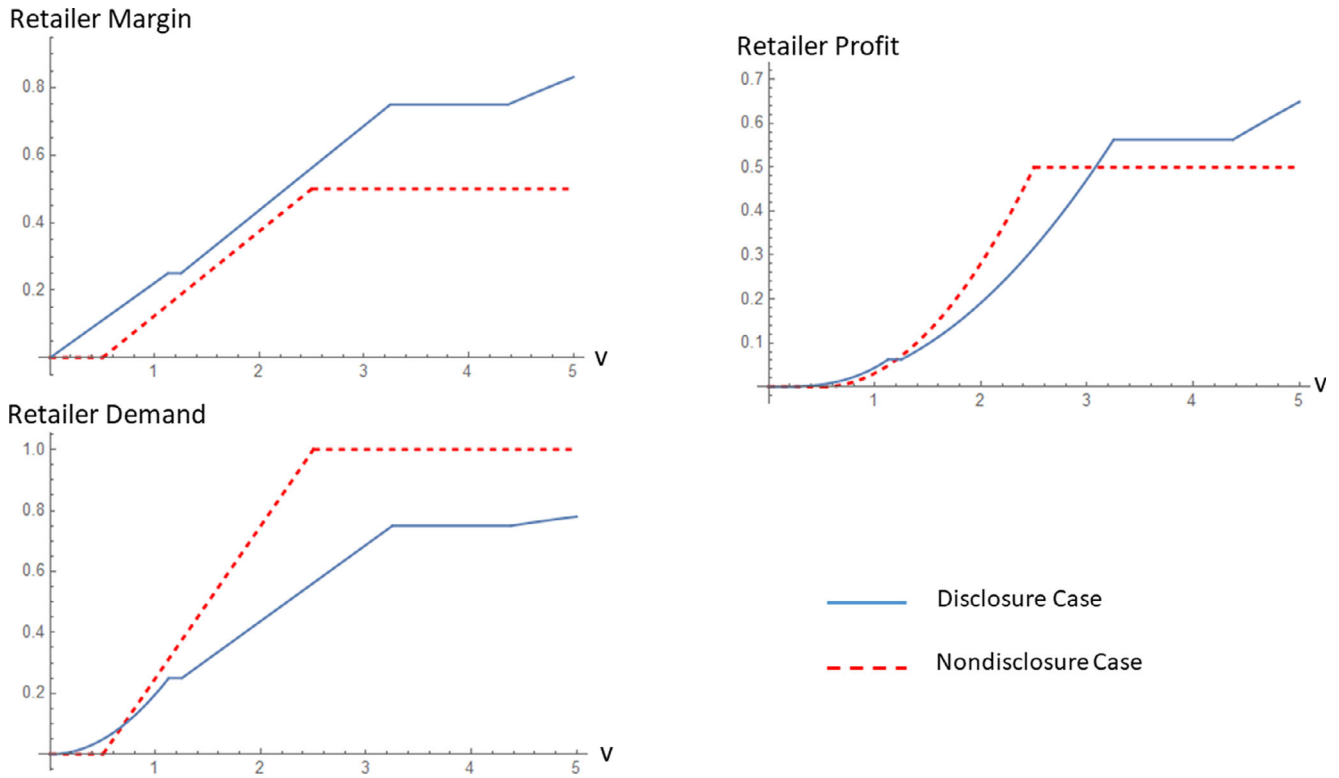 Retailer Margin
0.8
0.6
0.4
0.2
1 2 3 4 5 v
Retailer Profit
0.7
0.6
0.5
0.4
0.3
0.2
0.1
1 2 3 4 5 v
Retailer Demand
1.0
0.8
0.6
0.4
0.2
1 2 3 4 5 v
Disclosure Case
Nondisclosure Case